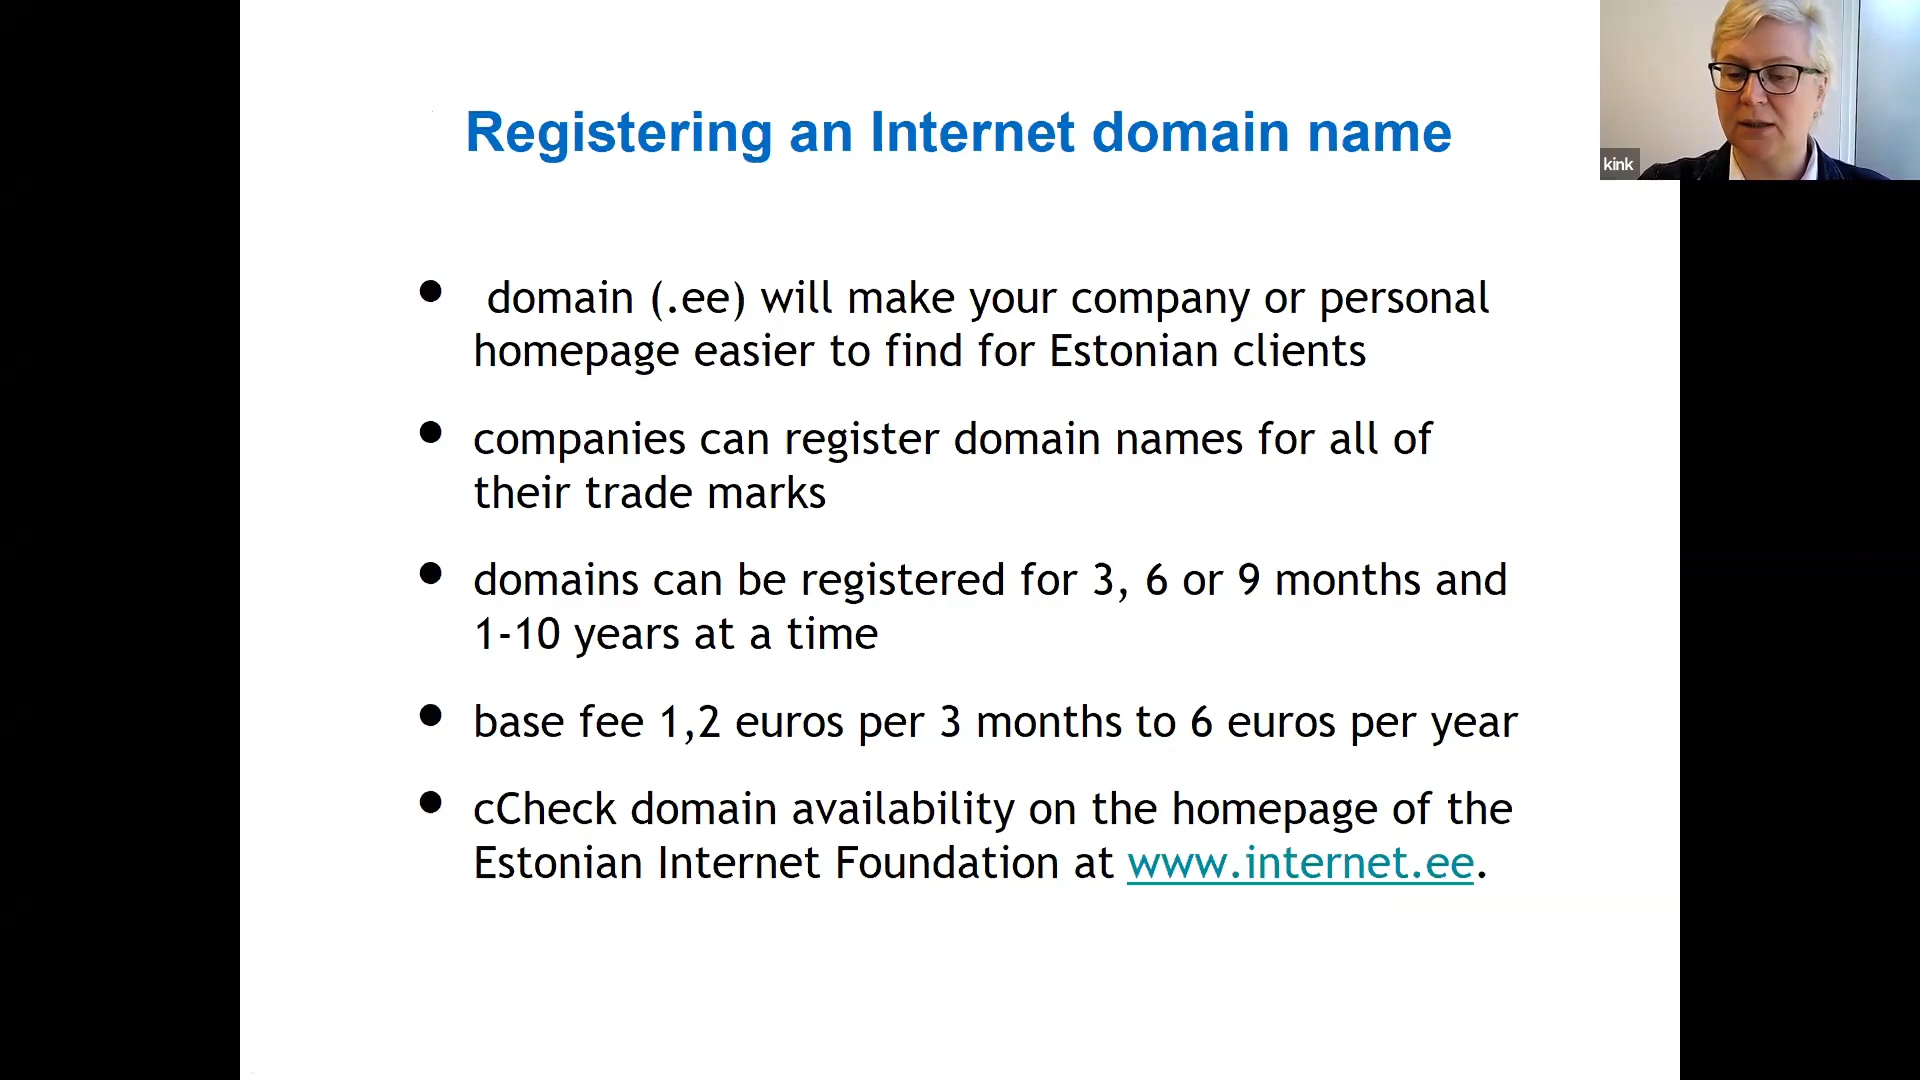 Registering an Internet domain name
kink
• domain (.ee) will make your company or personal
homepage easier to find for Estonian clients
• companies can register domain names for all of
their trade marks
• domains can be registered for 3, 6 or 9 months and
1-10 years at a time
• base fee 1,2 euros per 3 months to 6 euros per year
• cCheck domain availability on the homepage of the
Estonian Internet Foundation at www.internet.ee.